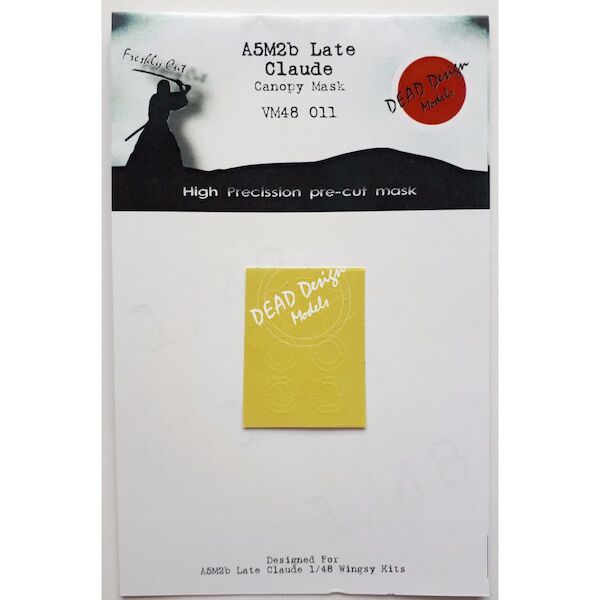 Freshly Cut
A5M2b Late
Claude
Canopy Mask
VM48 011
DEAD Design
Models
High Precission pre-cut mask
DEAD Design
Models
Designed For
A5M2b Late Claude 1/48 Wingsy Kits